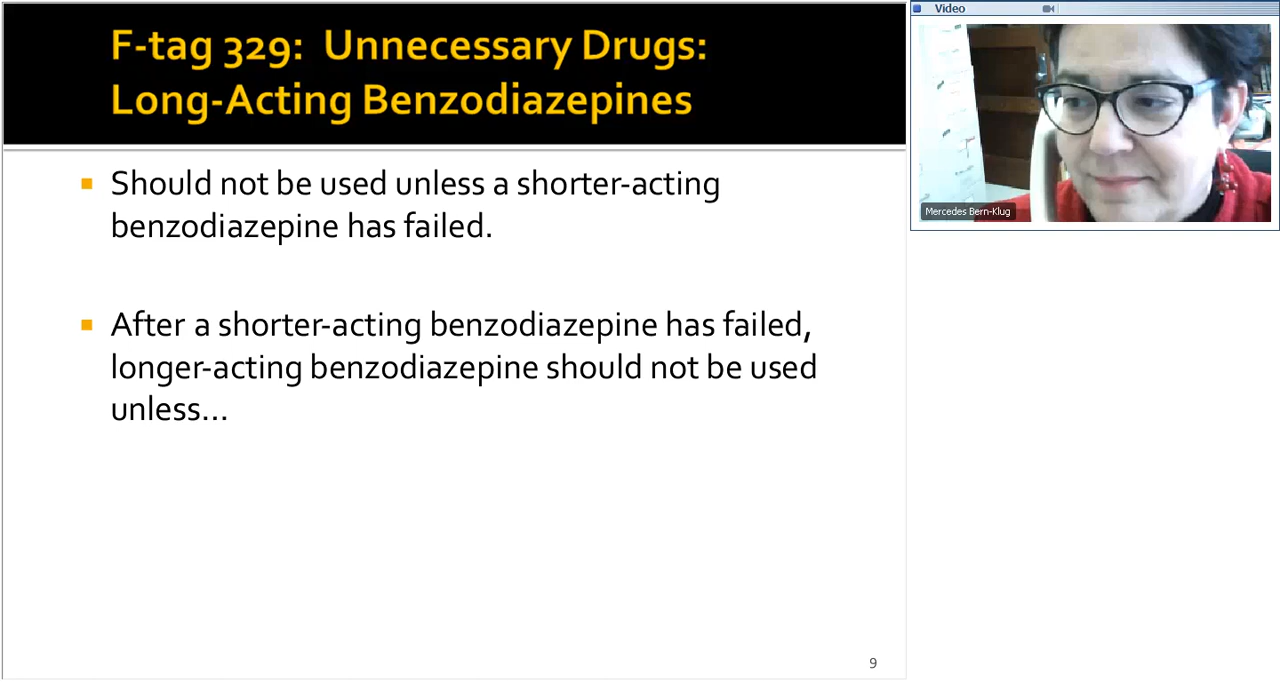 F-tag 329: Unnecessary Drugs:
Long-Acting Benzodiazepines
Should not be used unless a shorter-acting
benzodiazepine has failed.
After a shorter-acting benzodiazepine has failed,
longer-acting benzodiazepine should not be used
unless…
9
Video
Mercedes Bern-Klug